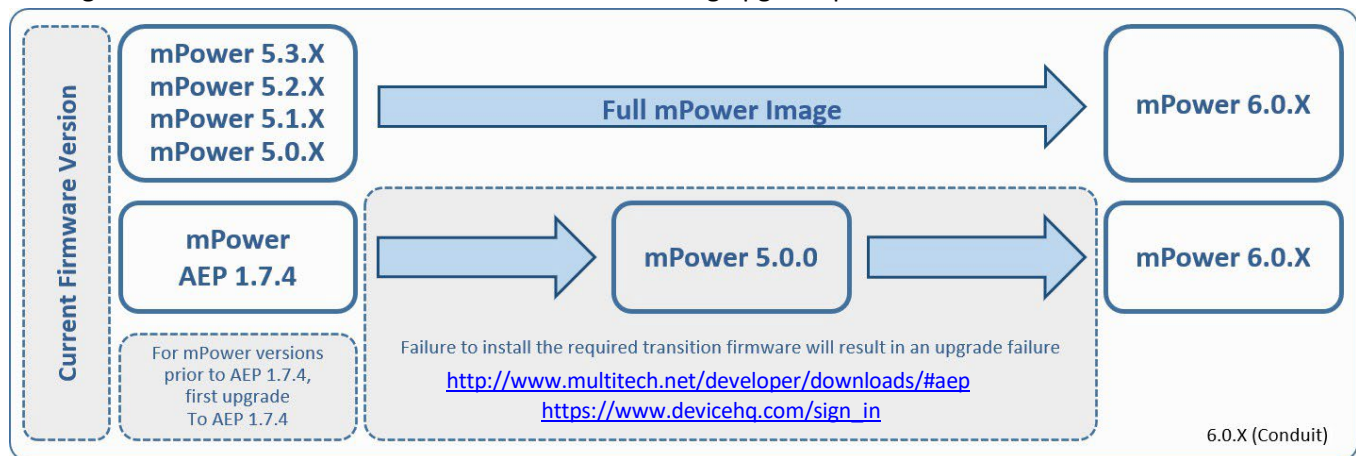 Current Firmware Version
mPower 5.3.X
mPower 5.2.X
mPower 5.1.X
mPower 5.0.X
Full mPower Image
mPower 6.0.X
mPower
AEP 1.7.4
mPower 5.0.0
mPower 6.0.X
For mPower versions
prior to AEP 1.7.4,
first upgrade
To AEP 1.7.4
Failure to install the required transition firmware will result in an upgrade failure
http://www.multitech.net/developer/downloads/#aep
https://www.devicehq.com/sign_in
6.0.X (Conduit)